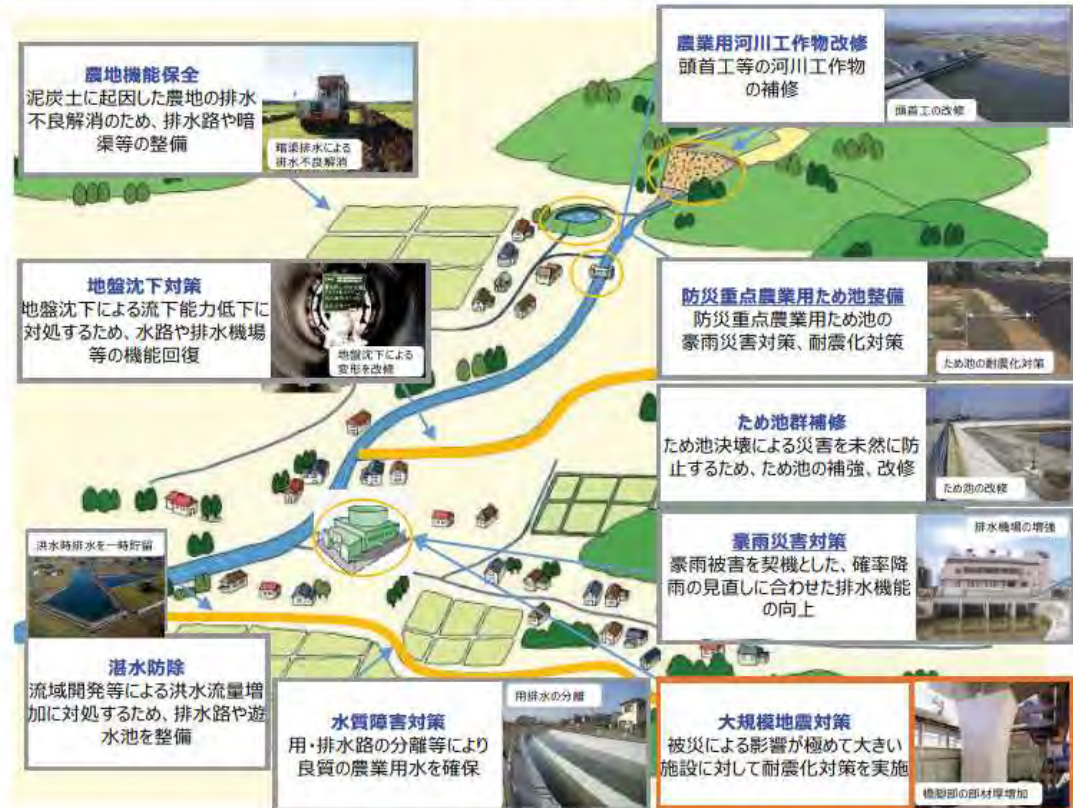 農地機能保全
泥炭土に起因した農地の排水
不良解消のため、排水路や暗
渠等の整備
暗渠排水による
排水不良解消
農業用河川工作物改修
頭首工等の河川工作物
の補修
頭首工の改修
地盤沈下対策
地盤沈下による流下能力低下に
対処するため、水路や排水機場
等の機能回復
地盤沈下による
変形を改修
防災重点農業用ため池整備
防災重点農業用ため池の
豪雨災害対策、耐震化対策
ため池の耐震化対策
ため池群補修
ため池決壊による災害を未然に防
止するため、ため池の補強、改修
ため池の改修
豪雨災害対策
豪雨被害を契機とした、確率降
雨の見直しに合わせた排水機能
の向上
排水機場の増強
洪水時排水を一時貯留
湛水防除
流域開発等による洪水流量増
加に対処するため、排水路や遊
水池を整備
水質障害対策
用・排水路の分離等により
良質の農業用水を確保
用排水の分離
大規模地震対策
被災による影響が極めて大きい
施設に対して耐震化対策を実施
橋脚部の部材厚増加